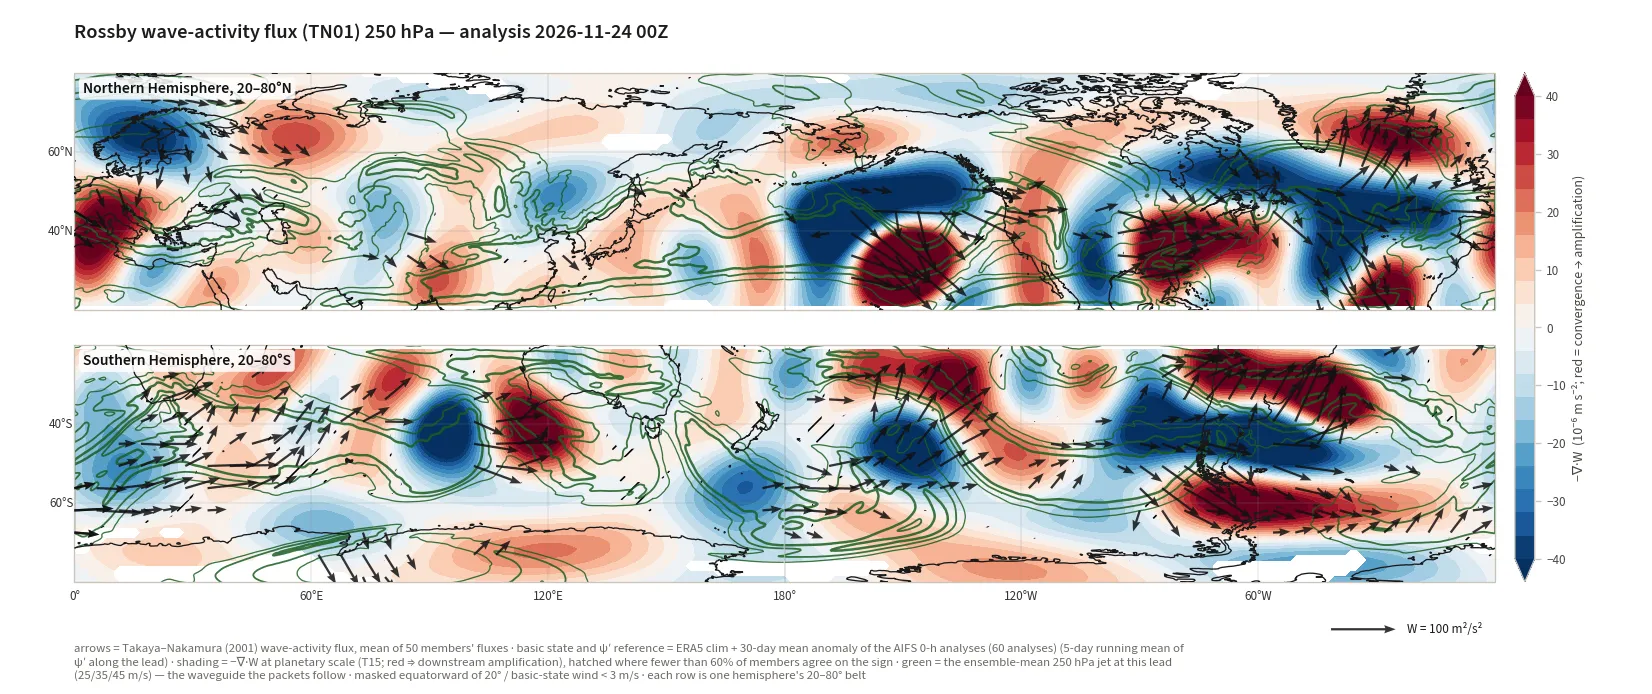 Rossby wave-activity flux (TN01) 250 hPa — analysis 2026-11-24 00Z
Northern Hemisphere, 20–80°N
60°N
40°N
Southern Hemisphere, 20–80°S
40°S
60°S
0°
60°E
120°E
180°
120°W
60°W
40
30
20
10
0
−10
−20
−30
−40
−∇·W (10⁻⁶ m s⁻²; red = convergence → amplification)
W = 100 m²/s²
arrows = Takaya–Nakamura (2001) wave-activity flux, mean of 50 members' fluxes · basic state and ψ' reference = ERA5 clim + 30-day mean anomaly of the AIFS 0-h analyses (60 analyses) (5-day running mean of
ψ' along the lead) · shading = −∇·W at planetary scale (T15; red ⇒ downstream amplification), hatched where fewer than 60% of members agree on the sign · green = the ensemble-mean 250 hPa jet at this lead
(25/35/45 m/s) — the waveguide the packets follow · masked equatorward of 20° / basic-state wind < 3 m/s · each row is one hemisphere's 20–80° belt